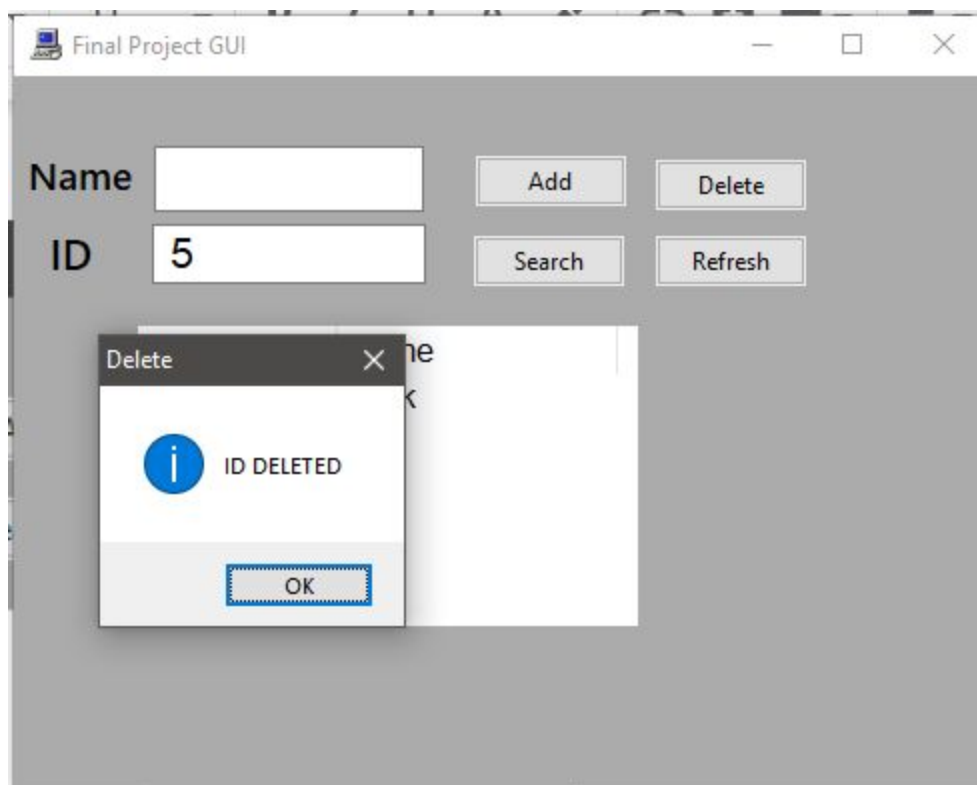 Final Project GUI
Name
Add
Delete
ID
5
Search
Refresh
Delete
ID DELETED
OK